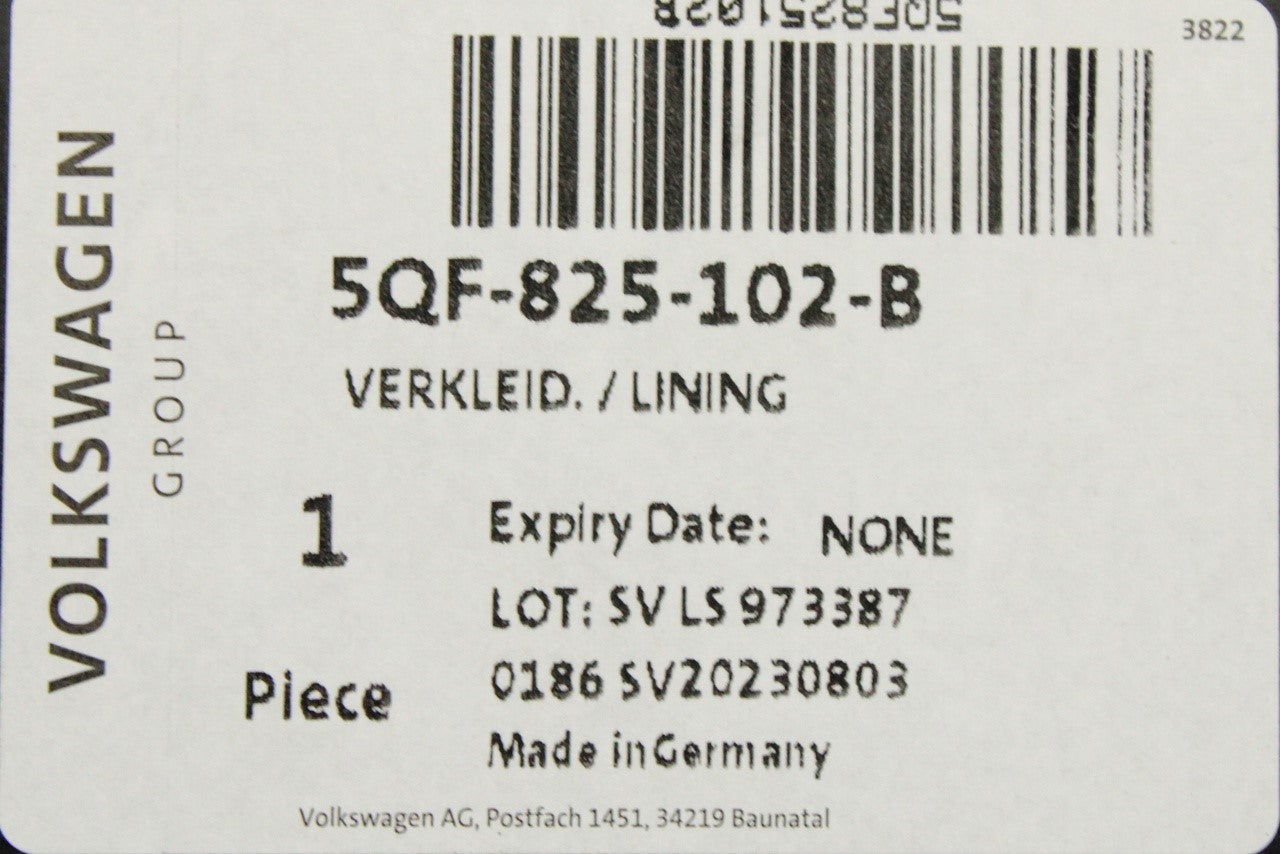 5QF825102B
3822
VOLKSWAGEN
GROUP
5QF-825-102-B
VERKLEID. / LINING
1
Piece
Expiry Date: NONE
LOT: SV LS 973387
0186 SV20230803
Made in Germany
Volkswagen AG, Postfach 1451, 34219 Baunatal